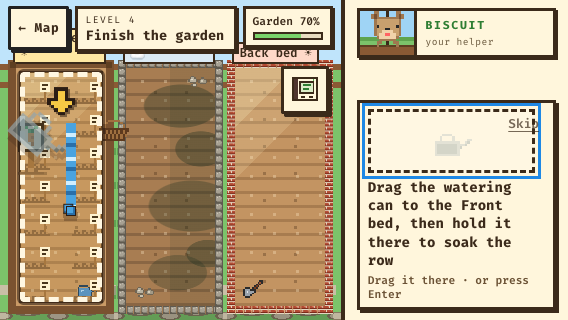 ← Map
LEVEL 4
Finish the garden
Garden 70%
Back bed ☀
BISCUIT
your helper
Skip
Drag the watering
can to the Front
bed, then hold it
there to soak the
row
Drag it there · or press
Enter